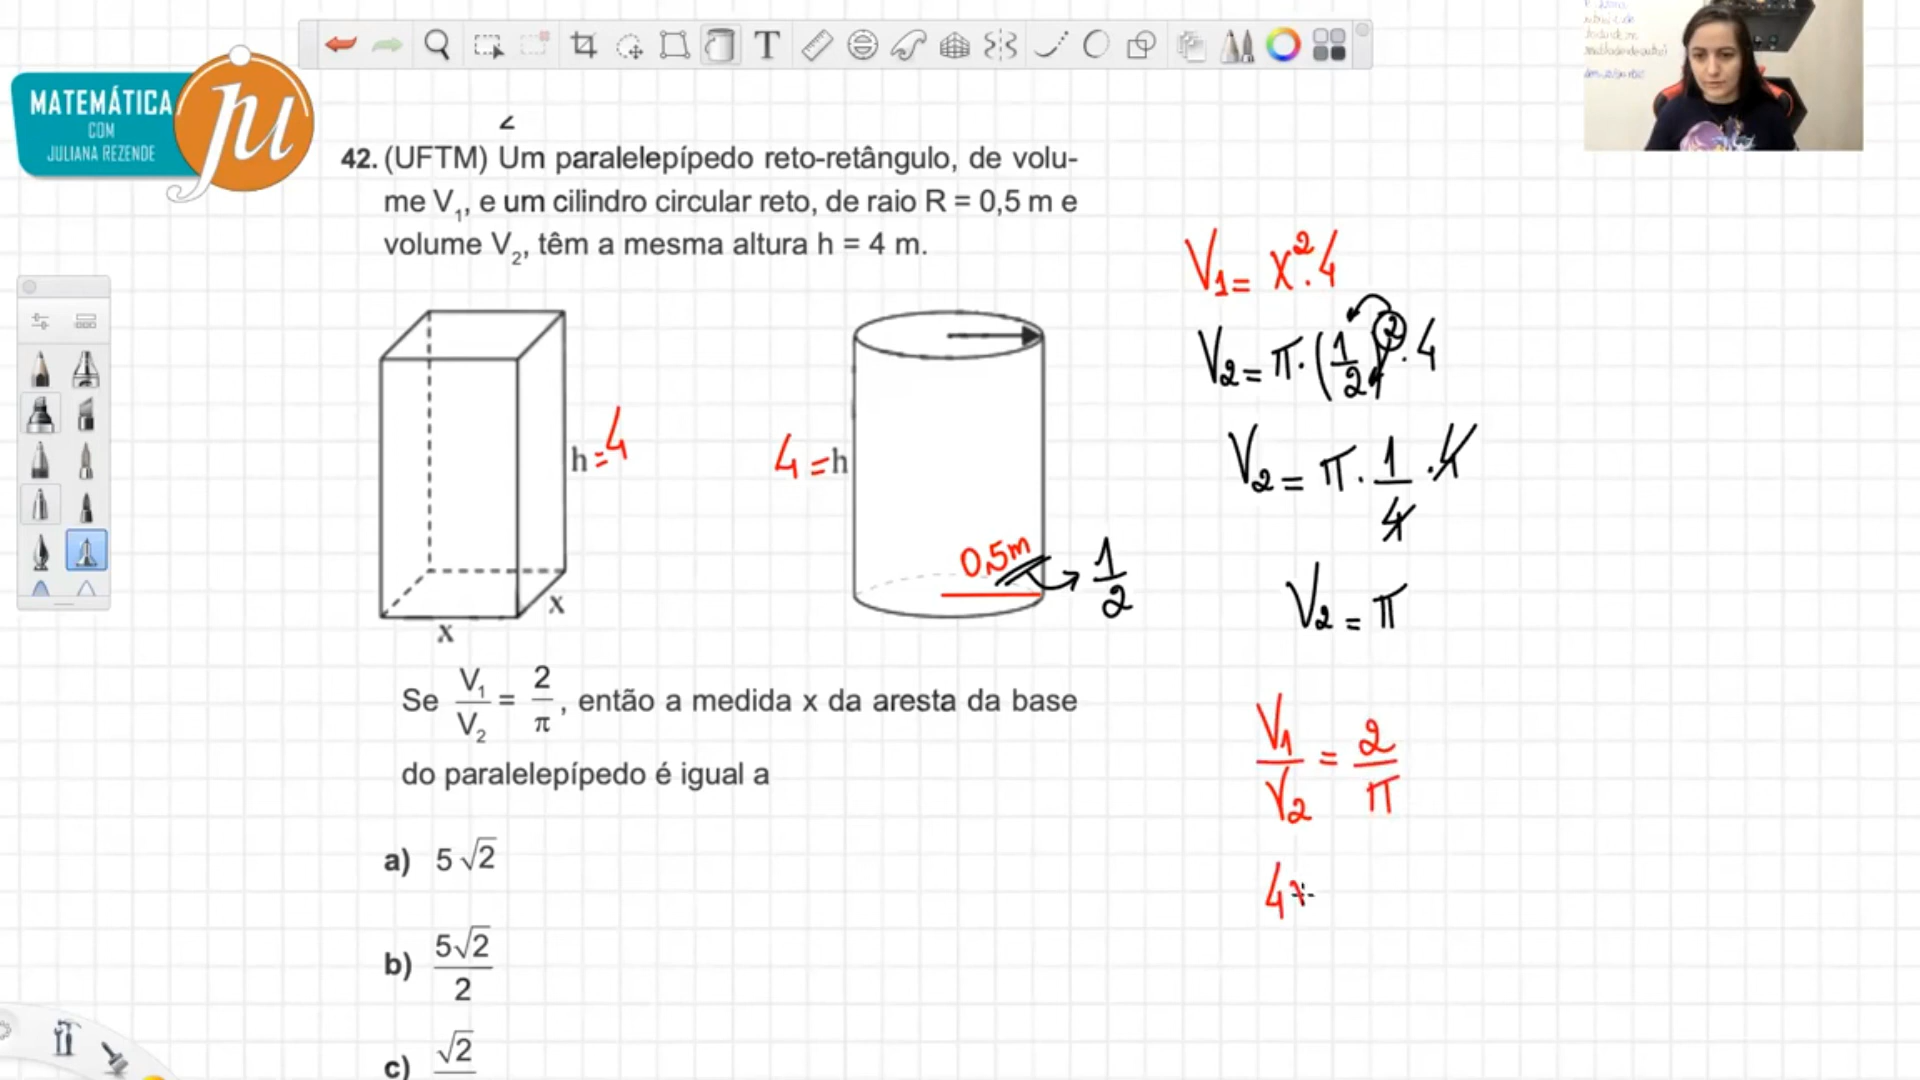 MATEMÁTICA
COM
JULIANA REZENDE
ju
42. (UFTM) Um paralelepípedo reto-retângulo, de volu-
me V₁, e um cilindro circular reto, de raio R = 0,5 m e
volume V₂, têm a mesma altura h = 4 m.
h = 4
4 = h
0,5m
1/2
x
x
Se V₁/V₂ = 2/π, então a medida x da aresta da base
do paralelepípedo é igual a
a) 5√2
b) 5√2/2
c) √2
V₁ = x².4
V₂ = π.(1/2)².4
V₂ = π.1/4.4
V₂ = π
V₁/V₂ = 2/π
4x